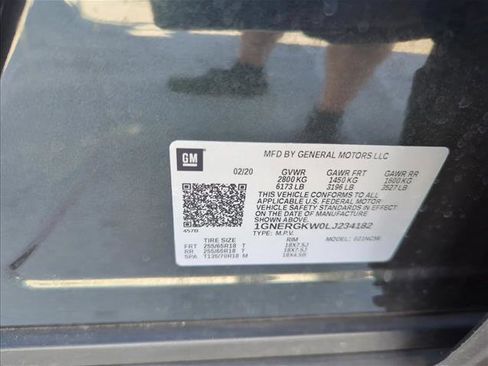 GM
MFD BY GENERAL MOTORS LLC
02/20 GVWR GAWR FRT GAWR RR
2800 KG 1450 KG 1600 KG
6173 LB 3196 LB 3527 LB
THIS VEHICLE CONFORMS TO ALL
APPLICABLE U.S. FEDERAL MOTOR
VEHICLE SAFETY STANDARDS IN
EFFECT ON THE DATE OF MANUFACTURE
SHOWN ABOVE.
1GNERGKW0LJ234182
TYPE: M.P.V. MODEL:
TIRE SIZE RIM
FRT 255/65R18 T 18X7.5J
RR 255/65R18 T 18X7.5J
SPA T135/70R18 M 18X4.5B